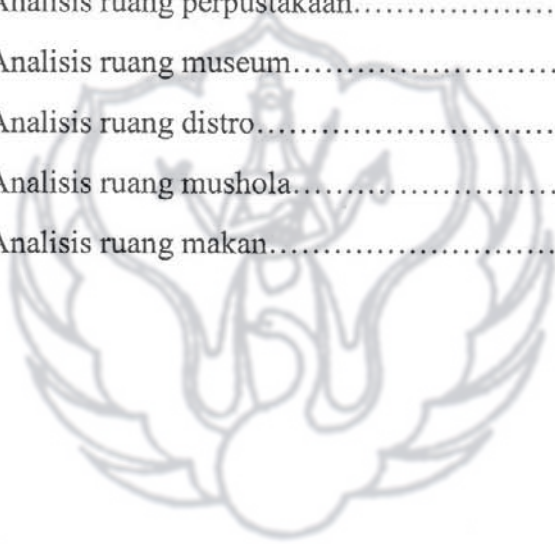 Analisis ruang perpustakaan.....................
Analisis ruang museum...........................
Analisis ruang distro..............................
Analisis ruang mushola...........................
Analisis ruang makan..............................